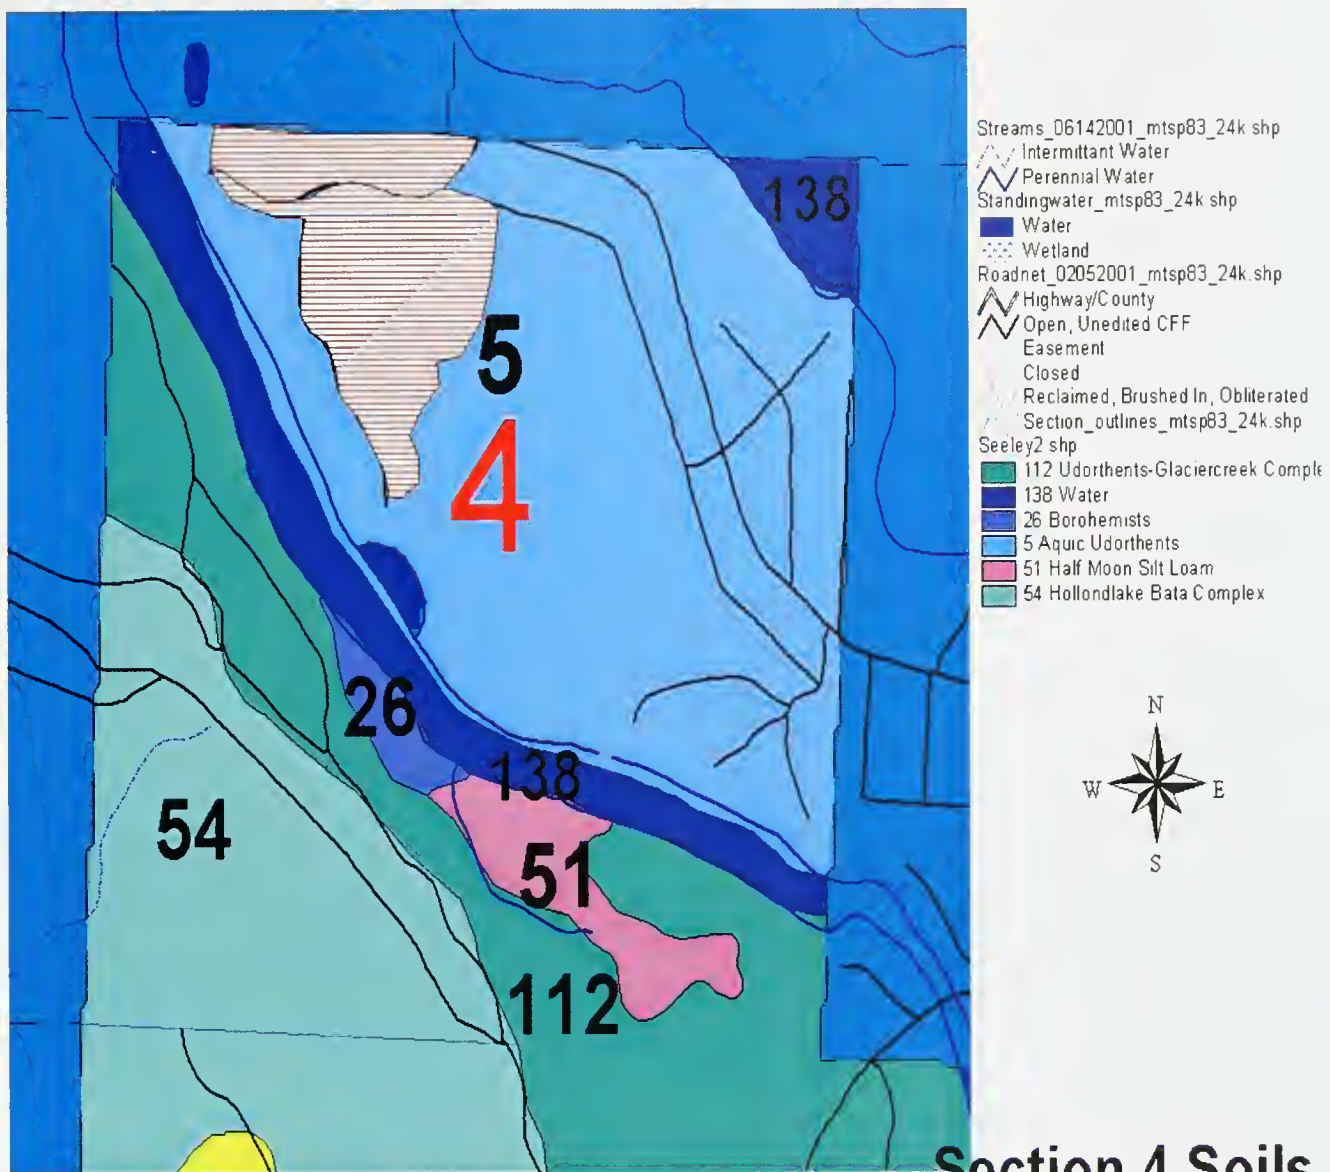 138
5
4
26
138
54
51
112
Streams_06142001_mtsp83_24k shp
Intermittant Water
Perennial Water
Standingwater_mtsp83_24k shp
Water
Wetland
Roadnet_02052001_mtsp83_24k.shp
Highway/County
Open, Unedited CFF
Easement
Closed
Reclaimed, Brushed In, Obliterated
Section_outlines_mtsp83_24k.shp
Seeley2 shp
112 Udorthents-Glaciercreek Comple
138 Water
26 Borohemists
5 Aquic Udorthents
51 Half Moon Silt Loam
54 Hollondlake Bata Complex
N
W E
S
Section 4 Soils